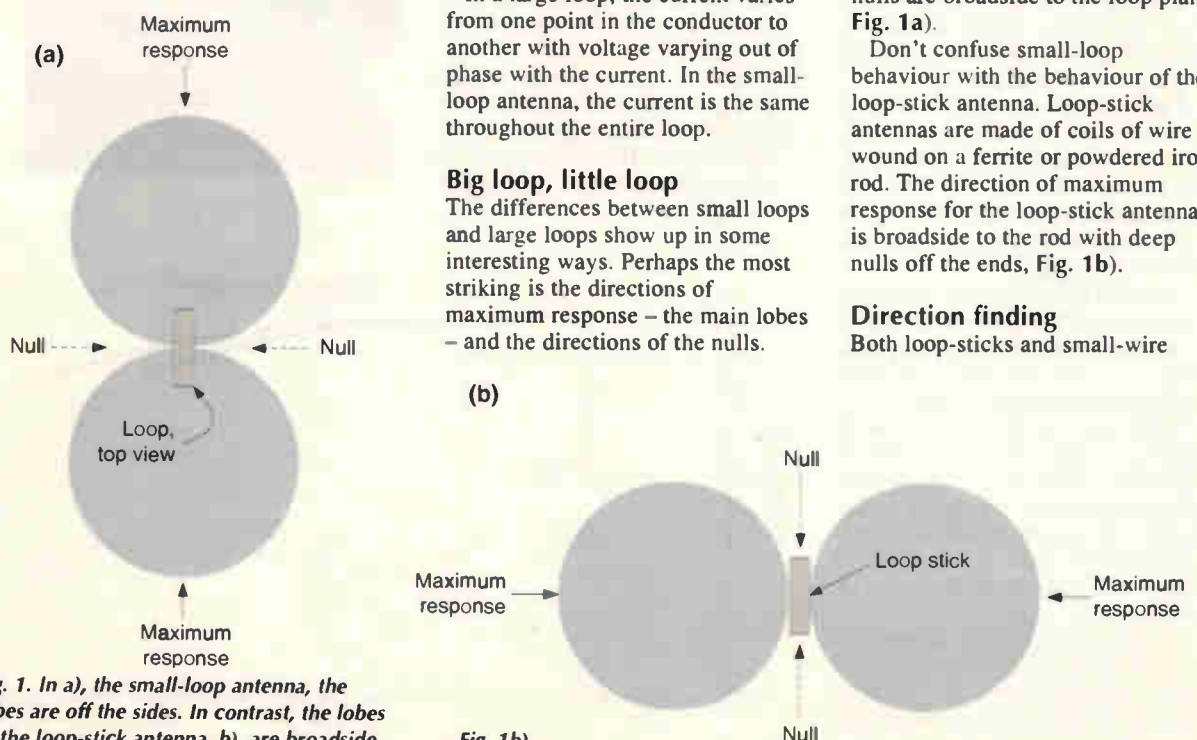 (a)
Maximum
response
Null
Null
Loop,
top view
Maximum
response
Fig. 1. In a), the small-loop antenna, the
lobes are off the sides. In contrast, the lobes
the loop-stick antenna, b), are broadside
from one point in the conductor to
another with voltage varying out of
phase with the current. In the small-
loop antenna, the current is the same
throughout the entire loop.
Big loop, little loop
The differences between small loops
and large loops show up in some
interesting ways. Perhaps the most
striking is the directions of
maximum response – the main lobes
– and the directions of the nulls.
nulls are broadside to the loop plan
Fig. 1a).
Don't confuse small-loop
behaviour with the behaviour of the
loop-stick antenna. Loop-stick
antennas are made of coils of wire
wound on a ferrite or powdered iro
rod. The direction of maximum
response for the loop-stick antenna
is broadside to the rod with deep
nulls off the ends, Fig. 1b).
Direction finding
Both loop-sticks and small-wire
(b)
Null
Loop stick
Maximum
response
Maximum
response
Null
Fig. 1b)